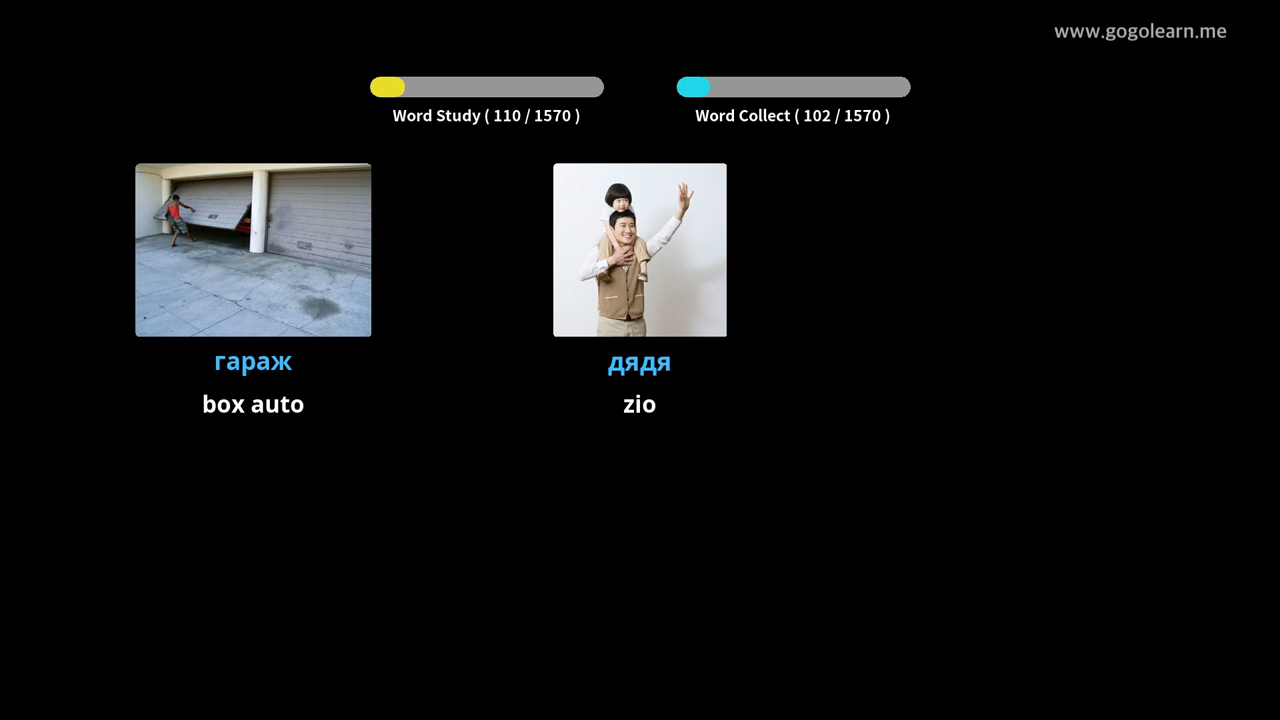 www.gogolearn.me
Word Study ( 110 / 1570 )
Word Collect ( 102 / 1570 )
гараж
дядя
box auto
zio